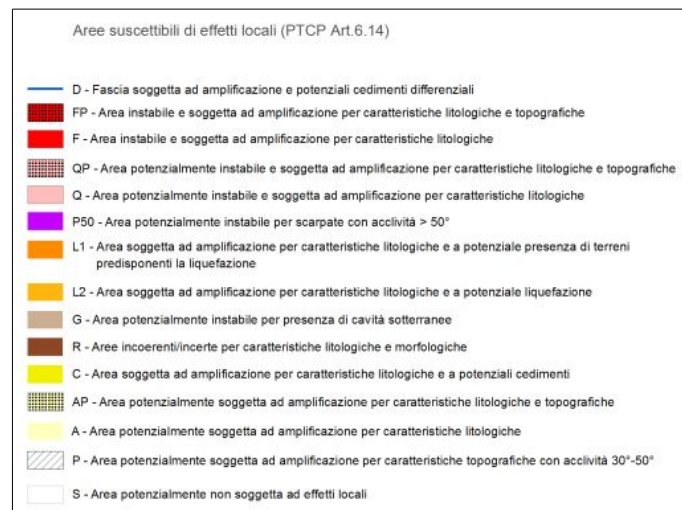 Aree suscettibili di effetti locali (PTCP Art.6.14)
D - Fascia soggetta ad amplificazione e potenziali cedimenti differenziali
FP - Area instabile e soggetta ad amplificazione per caratteristiche litologiche e topografiche
F - Area instabile e soggetta ad amplificazione per caratteristiche litologiche
QP - Area potenzialmente instabile e soggetta ad amplificazione per caratteristiche litologiche e topografiche
Q - Area potenzialmente instabile e soggetta ad amplificazione per caratteristiche litologiche
P50 - Area potenzialmente instabile per scarpate con acclività > 50°
L1 - Area soggetta ad amplificazione per caratteristiche litologiche e a potenziale presenza di terreni
predisponenti la liquefazione
L2 - Area soggetta ad amplificazione per caratteristiche litologiche e a potenziale liquefazione
G - Area potenzialmente instabile per presenza di cavità sotterranee
R - Aree incoerenti/incerte per caratteristiche litologiche e morfologiche
C - Area soggetta ad amplificazione per caratteristiche litologiche e a potenziali cedimenti
AP - Area potenzialmente soggetta ad amplificazione per caratteristiche litologiche e topografiche
A - Area potenzialmente soggetta ad amplificazione per caratteristiche litologiche
P - Area potenzialmente soggetta ad amplificazione per caratteristiche topografiche con acclività 30°-50°
S - Area potenzialmente non soggetta ad effetti locali